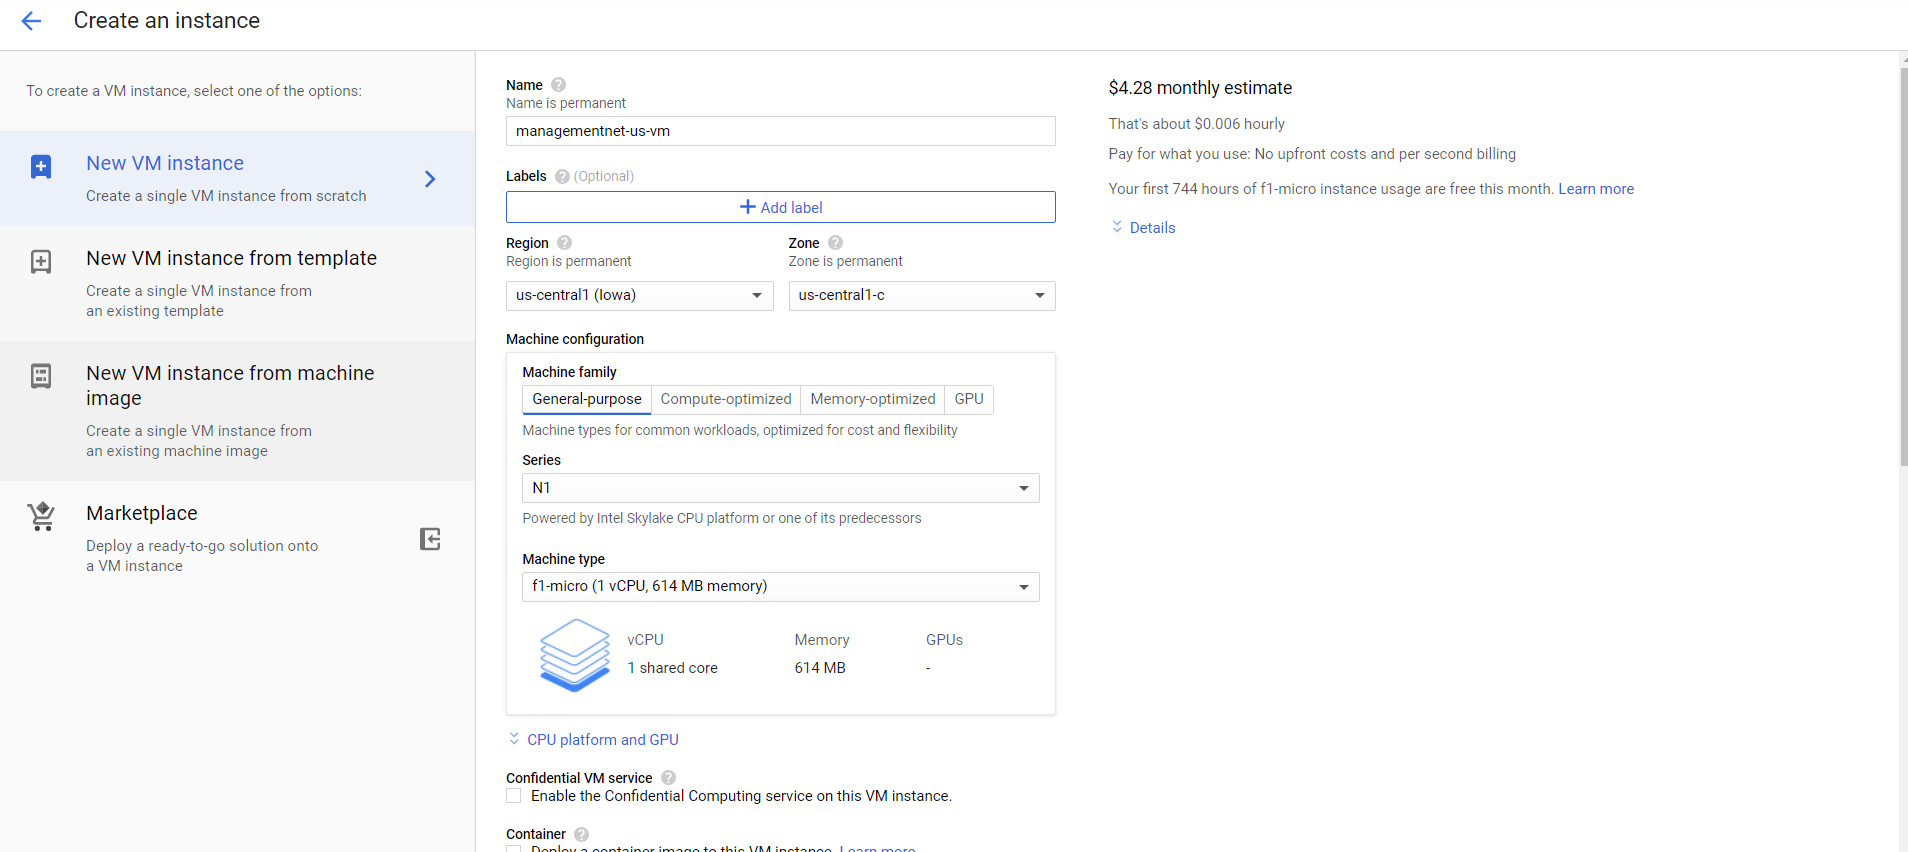 Create an instance
To create a VM instance, select one of the options:
New VM instance
Create a single VM instance from scratch
New VM instance from template
Create a single VM instance from
an existing template
New VM instance from machine
image
Create a single VM instance from
an existing machine image
Marketplace
Deploy a ready-to-go solution onto
a VM instance
Name
Name is permanent
managementnet-us-vm
Labels (Optional)
Add label
Region
Region is permanent
us-central1 (Iowa)
Zone
Zone is permanent
us-central1-c
Machine configuration
Machine family
General-purpose Compute-optimized Memory-optimized GPU
Machine types for common workloads, optimized for cost and flexibility
Series
N1
Powered by Intel Skylake CPU platform or one of its predecessors
Machine type
f1-micro (1 vCPU, 614 MB memory)
vCPU Memory GPUs
1 shared core 614 MB -
CPU platform and GPU
Confidential VM service
Enable the Confidential Computing service on this VM instance.
Container
Deploy a container image to this VM instance. Learn more
$4.28 monthly estimate
That's about $0.006 hourly
Pay for what you use: No upfront costs and per second billing
Your first 744 hours of f1-micro instance usage are free this month. Learn more
Details